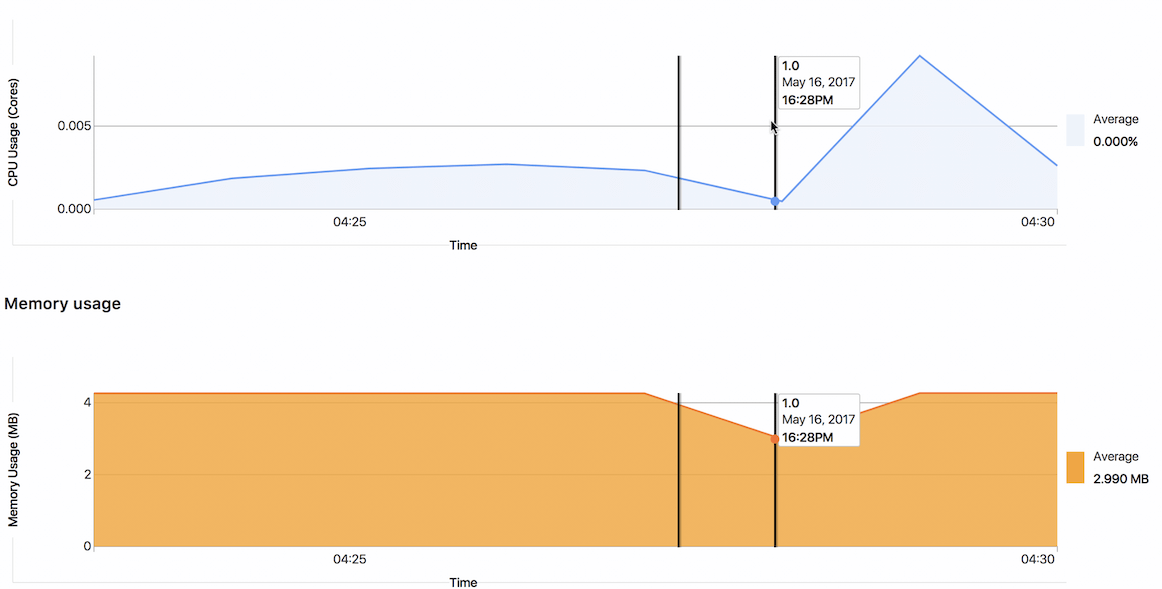 CPU Usage (Cores)
0.005
0.000
1.0
May 16, 2017
16:28PM
Average
0.000%
04:25
04:30
Time
Memory usage
Memory Usage (MB)
4
2
0
1.0
May 16, 2017
16:28PM
Average
2.990 MB
04:25
04:30
Time